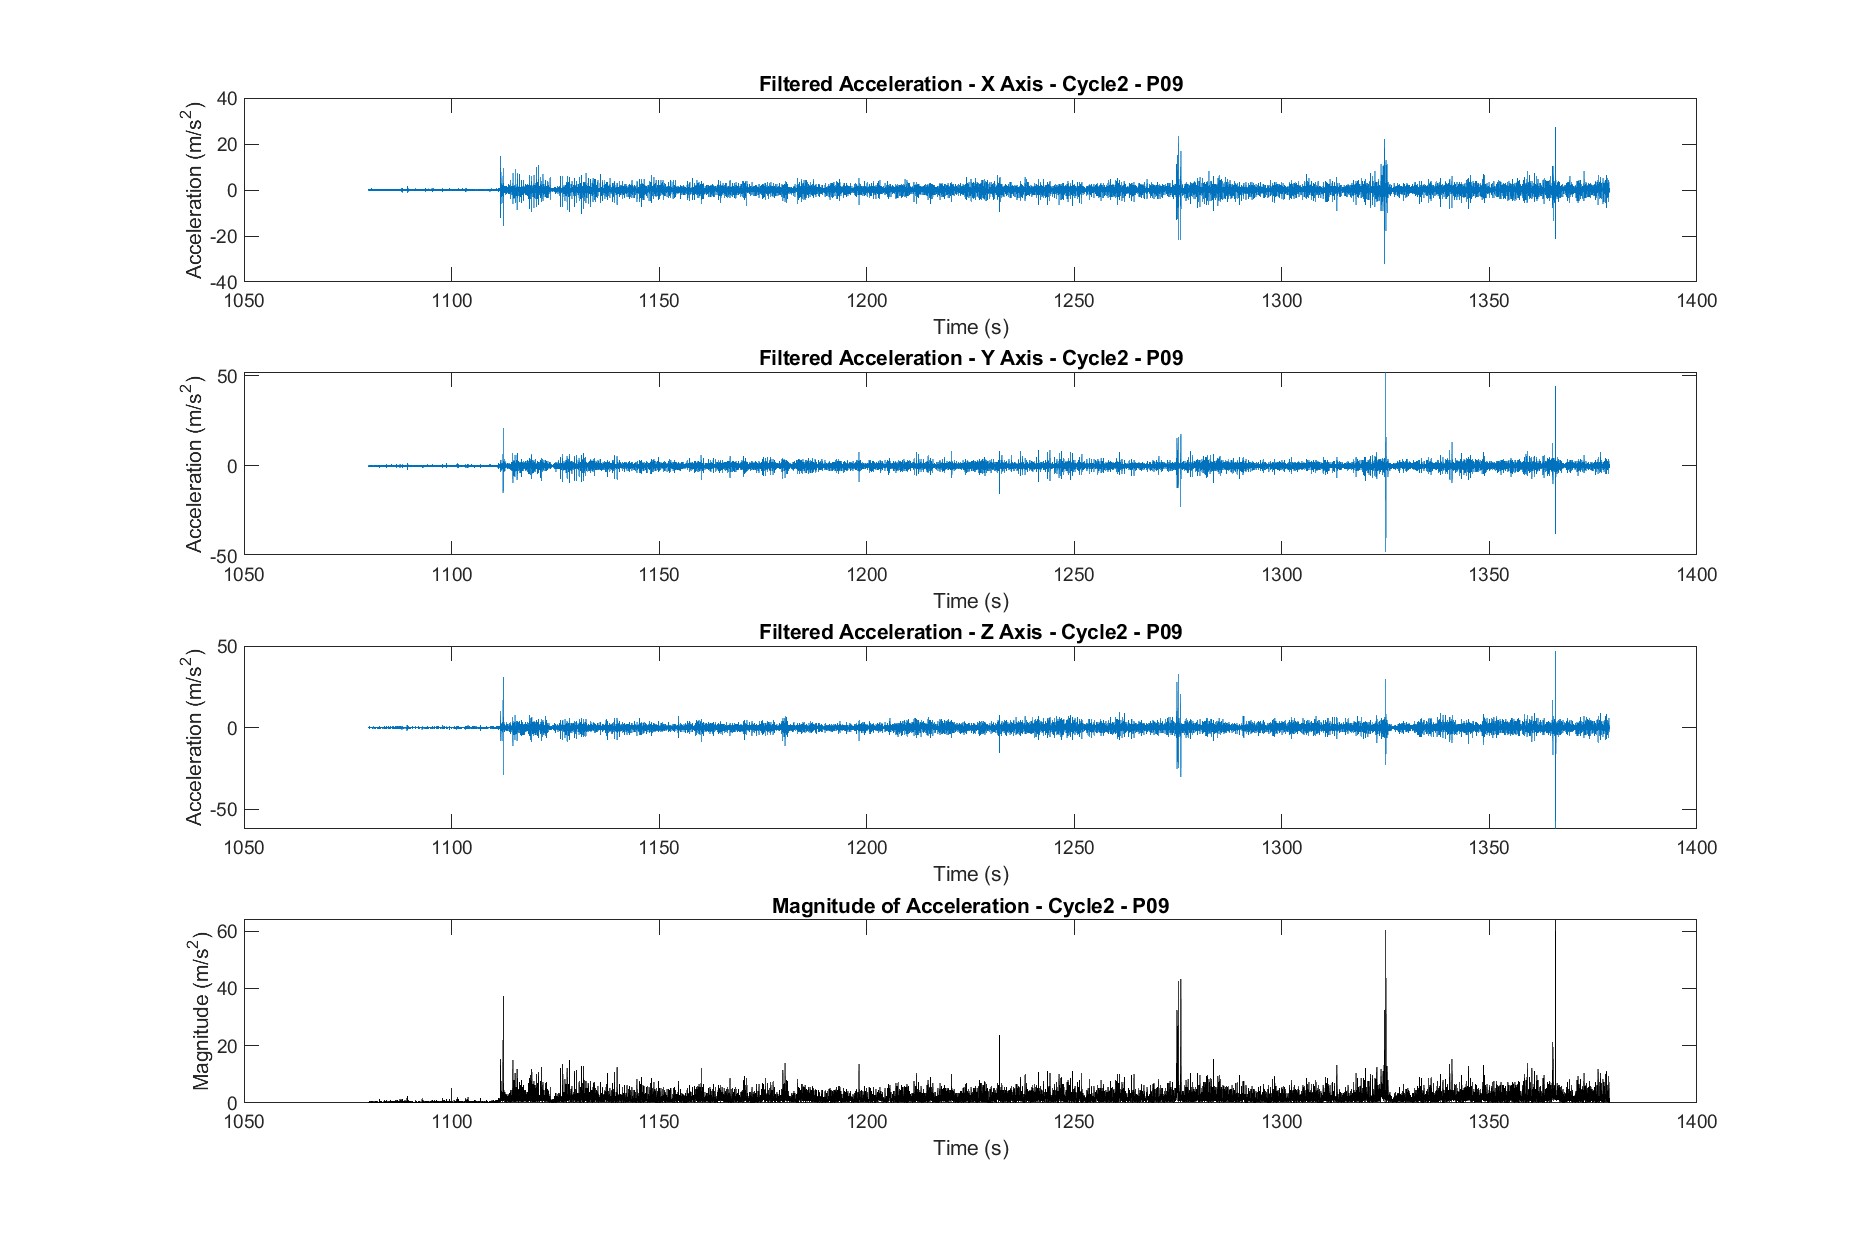 Filtered Acceleration - X Axis - Cycle2 - P09
Acceleration (m/s²)
40
20
0
-20
-40
1050 1100 1150 1200 1250 1300 1350 1400
Time (s)
Filtered Acceleration - Y Axis - Cycle2 - P09
Acceleration (m/s²)
50
0
-50
1050 1100 1150 1200 1250 1300 1350 1400
Time (s)
Filtered Acceleration - Z Axis - Cycle2 - P09
Acceleration (m/s²)
50
0
-50
1050 1100 1150 1200 1250 1300 1350 1400
Time (s)
Magnitude of Acceleration - Cycle2 - P09
Magnitude (m/s²)
60
40
20
0
1050 1100 1150 1200 1250 1300 1350 1400
Time (s)